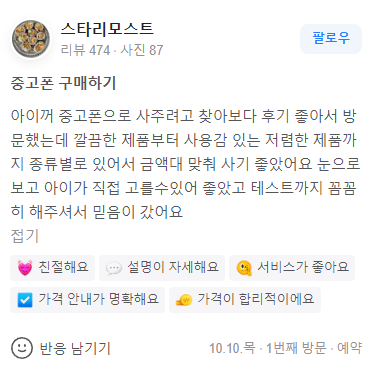 스타리모스트
리뷰 474 · 사진 87
팔로우
중고폰 구매하기
아이꺼 중고폰으로 사주려고 찾아보다 후기 좋아서 방
문했는데 깔끔한 제품부터 사용감 있는 저렴한 제품까
지 종류별로 있어서 금액대 맞춰 사기 좋았어요 눈으로
보고 아이가 직접 고를수있어 좋았고 테스트까지 꼼꼼
히 해주셔서 믿음이 갔어요
접기
친절해요
설명이 자세해요
서비스가 좋아요
가격 안내가 명확해요
가격이 합리적이에요
반응 남기기
10.10.목 · 1번째 방문 · 예약